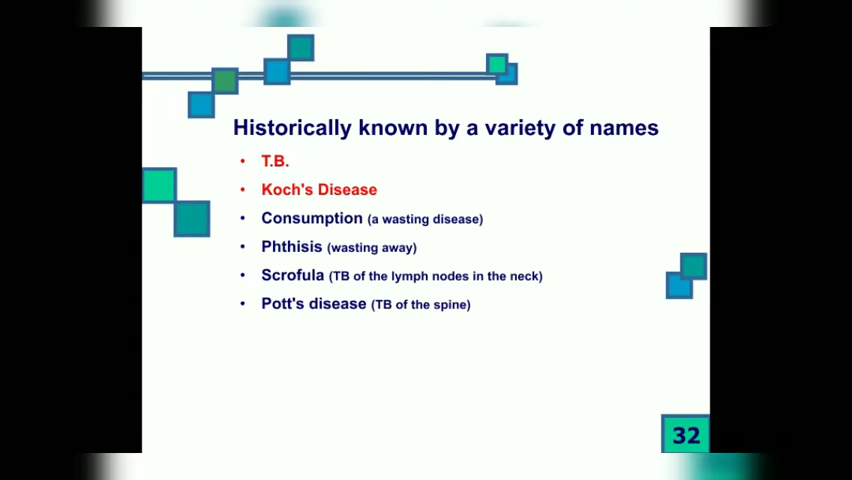 Historically known by a variety of names
• T.B.
• Koch's Disease
• Consumption (a wasting disease)
• Phthisis (wasting away)
• Scrofula (TB of the lymph nodes in the neck)
• Pott's disease (TB of the spine)
32